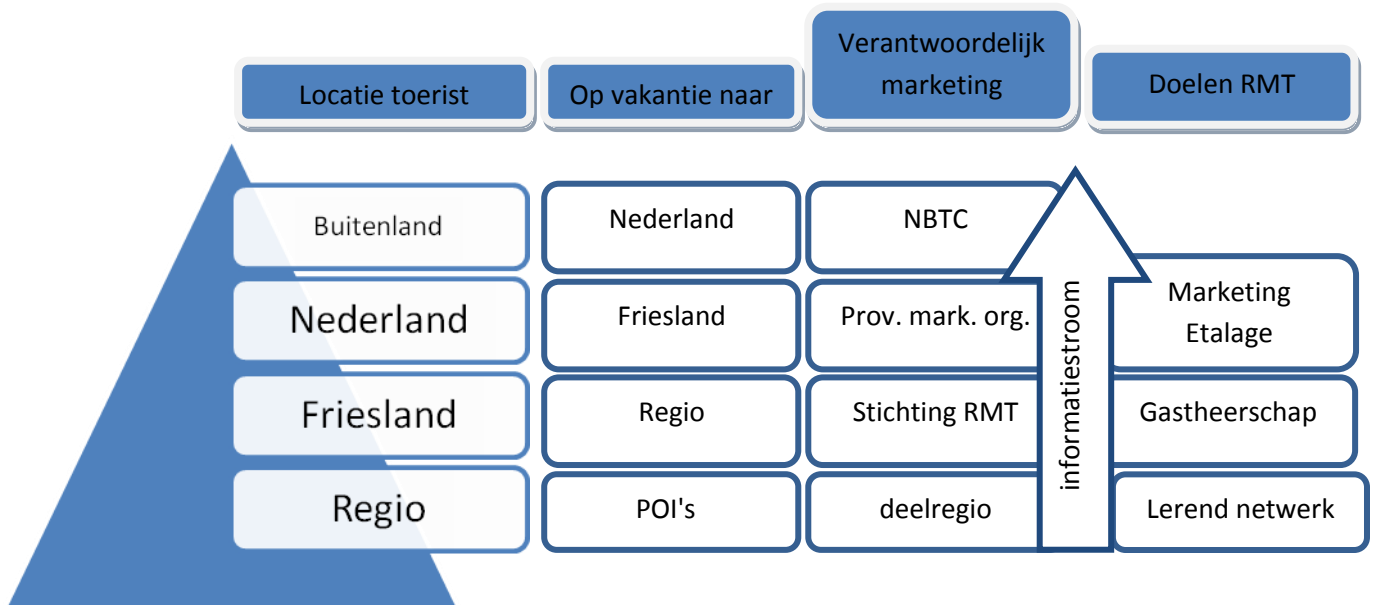 Locatie toerist
Op vakantie naar
Verantwoordelijk
marketing
Doelen RMT
Buitenland
Nederland
NBTC
Nederland
Friesland
Prov. mark. org.
Marketing
Etalage
Friesland
Regio
Stichting RMT
Gastheerschap
Regio
POI's
deelregio
Lerend netwerk
informatiestroom